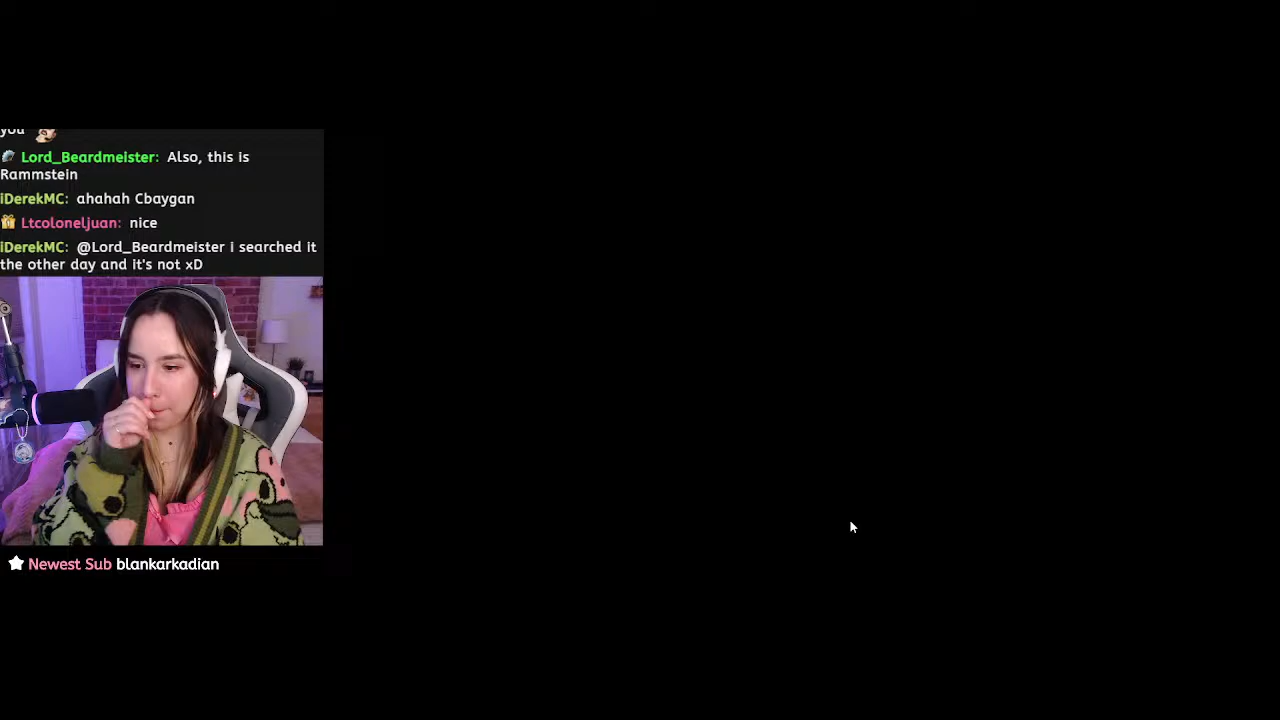 you
Lord_Beardmeister: Also, this is
Rammstein
iDerekMC: ahahah Cbaygan
Ltcoloneljuan: nice
iDerekMC: @Lord_Beardmeister i searched it
the other day and it's not xD
Newest Sub blankarkadian